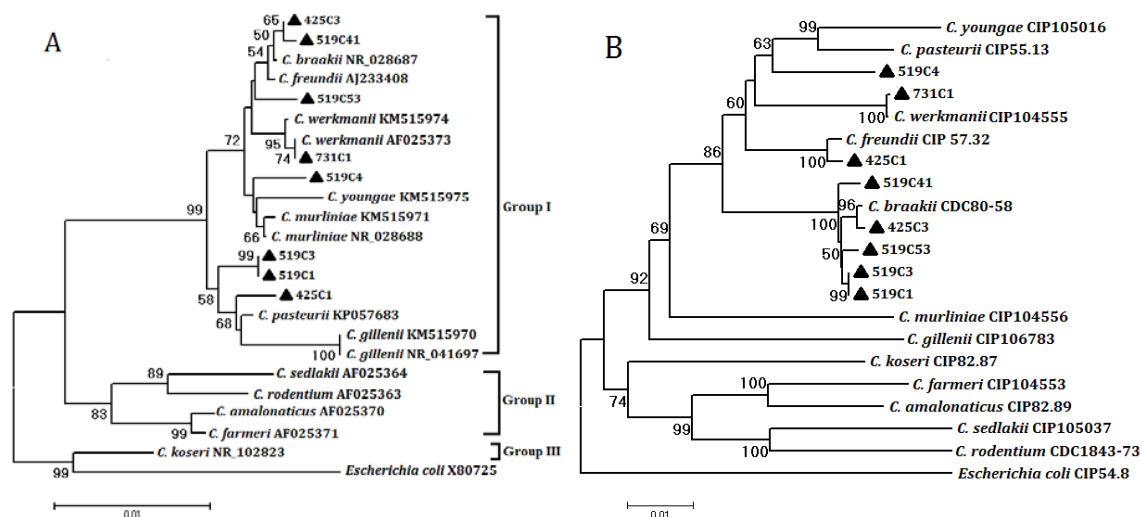 A
65
425C3
50
519C41
54
C. braakii NR_028687
C. freundii AJ233408
519C53
C. werkmanii KM515974
72
95
C. werkmanii AF025373
74
731C1
519C4
C. youngae KM515975
99
C. murliniae KM515971
66
C. murliniae NR_028688
99
519C3
519C1
58
425C1
68
C. pasteurii KP057683
C. gillenii KM515970
100
C. gillenii NR_041697
Group I
89
C. sedlakii AF025364
C. rodentium AF025363
83
C. amalonaticus AF025370
99
C. farmeri AF025371
Group II
C. koseri NR_102823
Group III
99
Escherichia coli X80725
0.01
B
99
C. youngae CIP105016
63
C. pasteurii CIP55.13
519C4
731C1
60
100
C. werkmanii CIP104555
C. freundii CIP 57.32
86
100
425C1
519C41
96
C. braakii CDC80-58
100
425C3
69
50
519C53
519C3
92
99
519C1
C. murliniae CIP104556
C. gillenii CIP106783
C. koseri CIP82.87
100
C. farmeri CIP104553
74
C. amalonaticus CIP82.89
99
C. sedlakii CIP105037
100
C. rodentium CDC1843-73
Escherichia coli CIP54.8
0.01